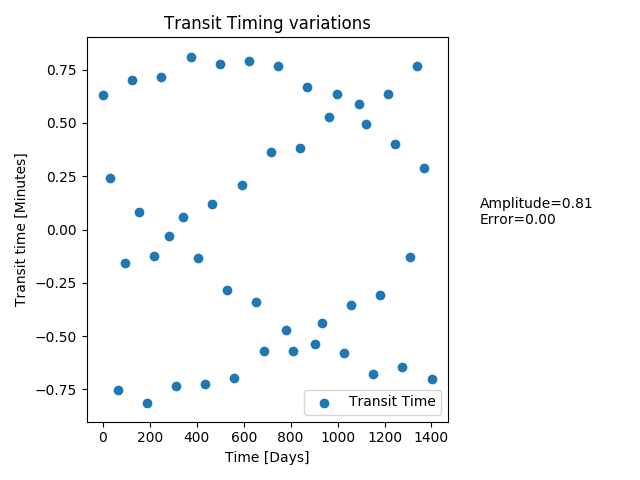 Transit Timing variations
Transit time [Minutes]
0.75
0.50
0.25
0.00
−0.25
−0.50
−0.75
Amplitude=0.81
Error=0.00
Transit Time
0 200 400 600 800 1000 1200 1400
Time [Days]